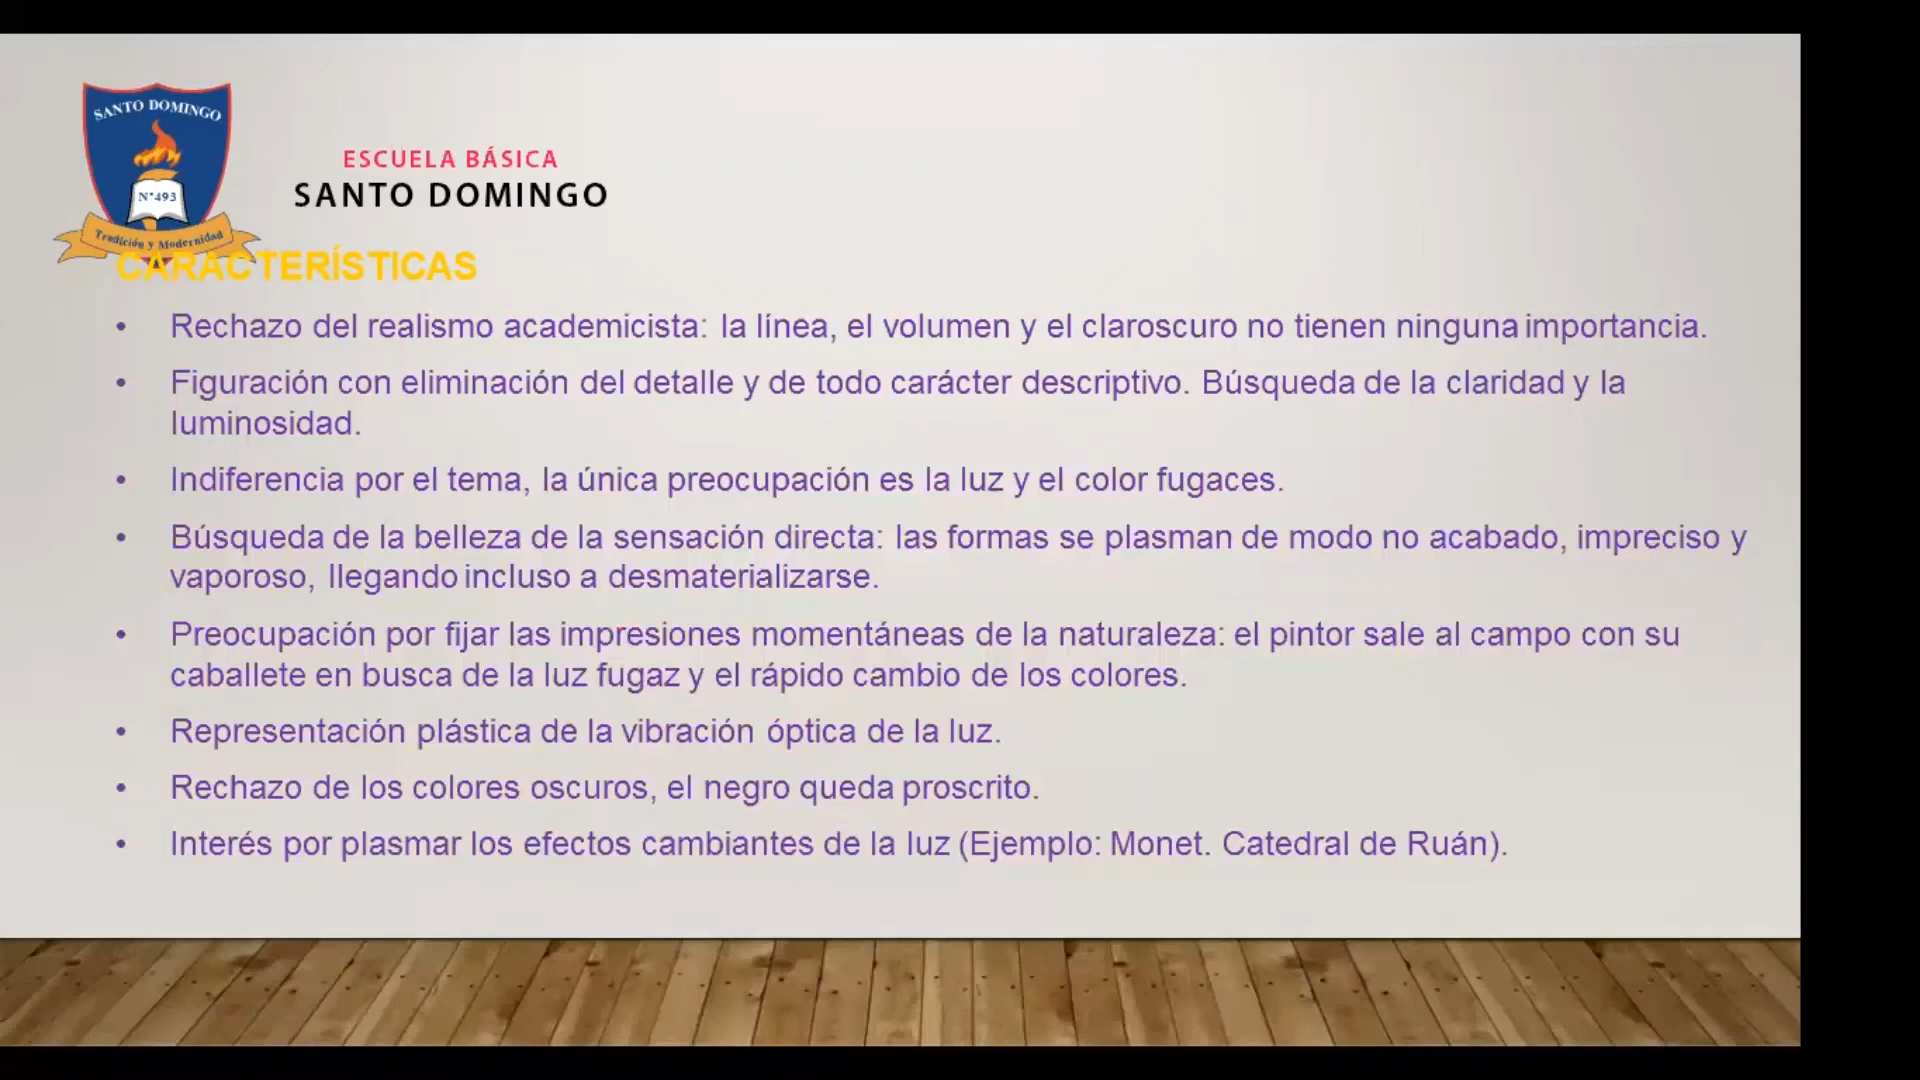 SANTO DOMINGO
N°493
Tradición y Modernidad
ESCUELA BÁSICA
SANTO DOMINGO
CARACTERÍSTICAS
• Rechazo del realismo academicista: la línea, el volumen y el claroscuro no tienen ninguna importancia.
• Figuración con eliminación del detalle y de todo carácter descriptivo. Búsqueda de la claridad y la
luminosidad.
• Indiferencia por el tema, la única preocupación es la luz y el color fugaces.
• Búsqueda de la belleza de la sensación directa: las formas se plasman de modo no acabado, impreciso y
vaporoso, llegando incluso a desmaterializarse.
• Preocupación por fijar las impresiones momentáneas de la naturaleza: el pintor sale al campo con su
caballete en busca de la luz fugaz y el rápido cambio de los colores.
• Representación plástica de la vibración óptica de la luz.
• Rechazo de los colores oscuros, el negro queda proscrito.
• Interés por plasmar los efectos cambiantes de la luz (Ejemplo: Monet. Catedral de Ruán).